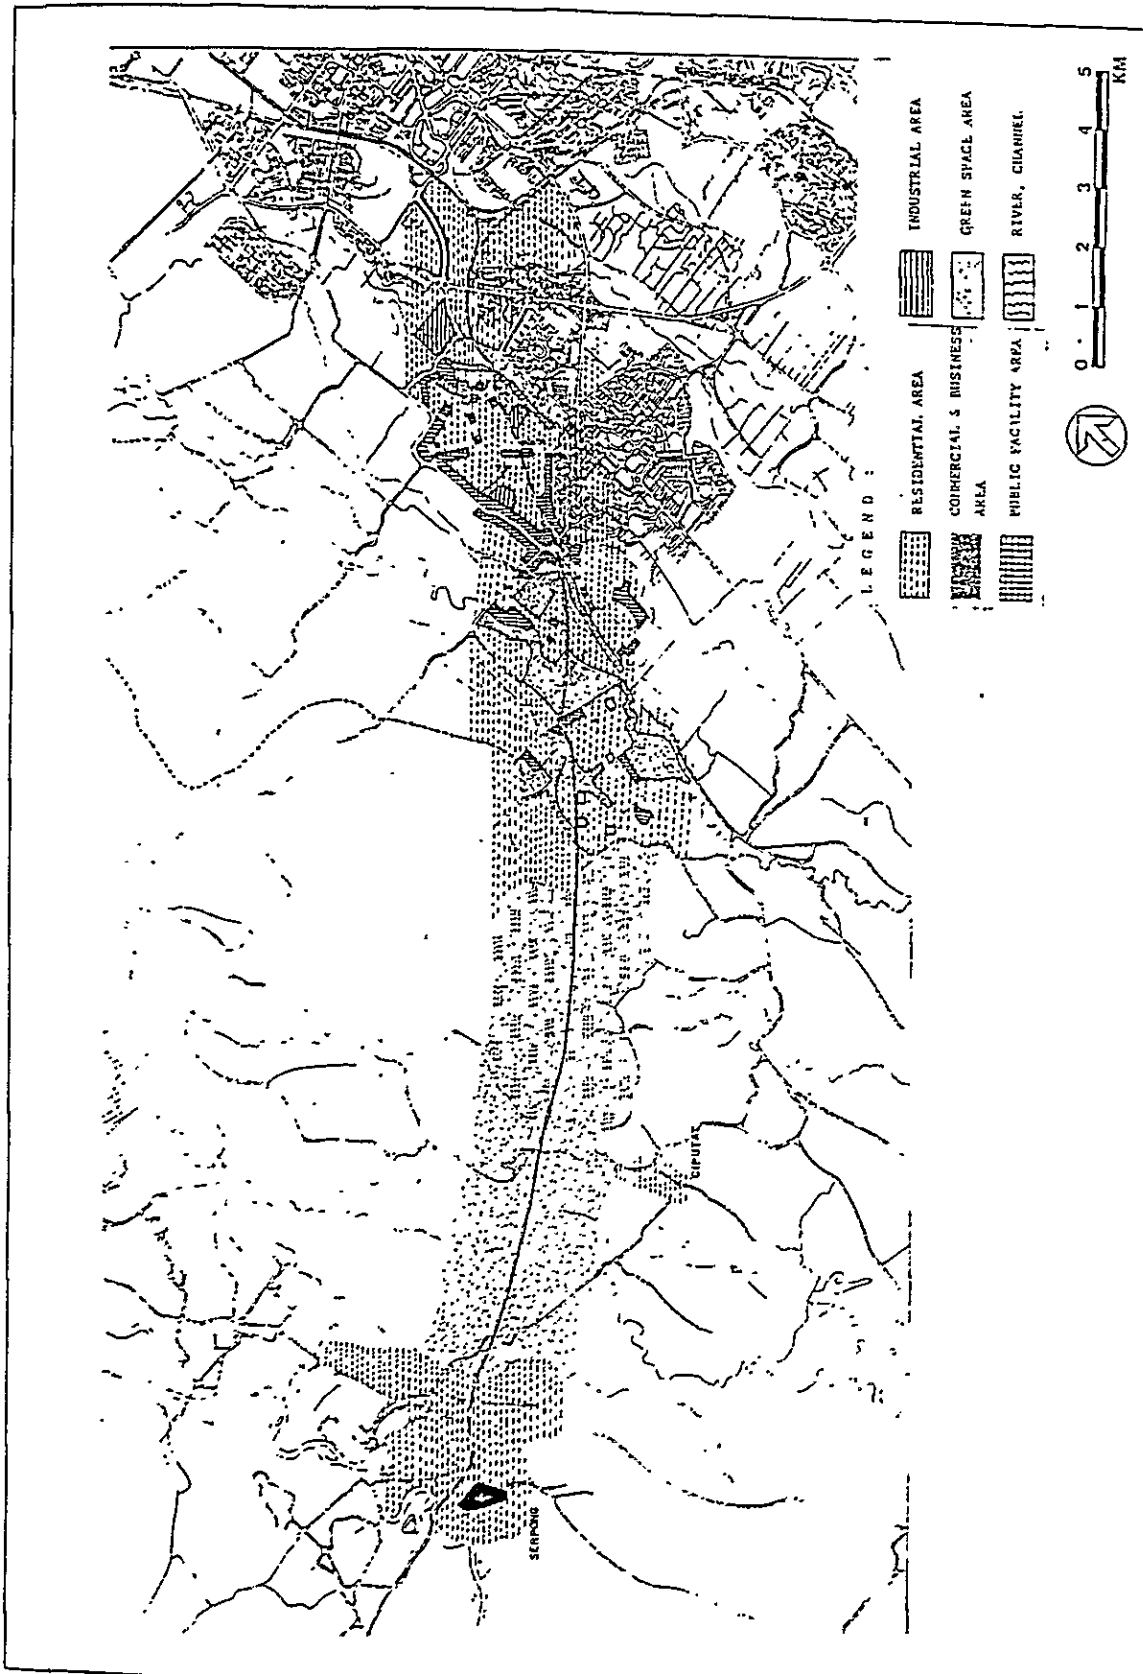 SERPONG
CIPUTAT
LEGEND :
RESIDENTIAL AREA
COMMERCIAL & BUSINESS
AREA
PUBLIC FACILITY AREA
INDUSTRIAL AREA
GREEN SPACE AREA
RIVER, CHANNEL
0 1 2 3 4 5
KM